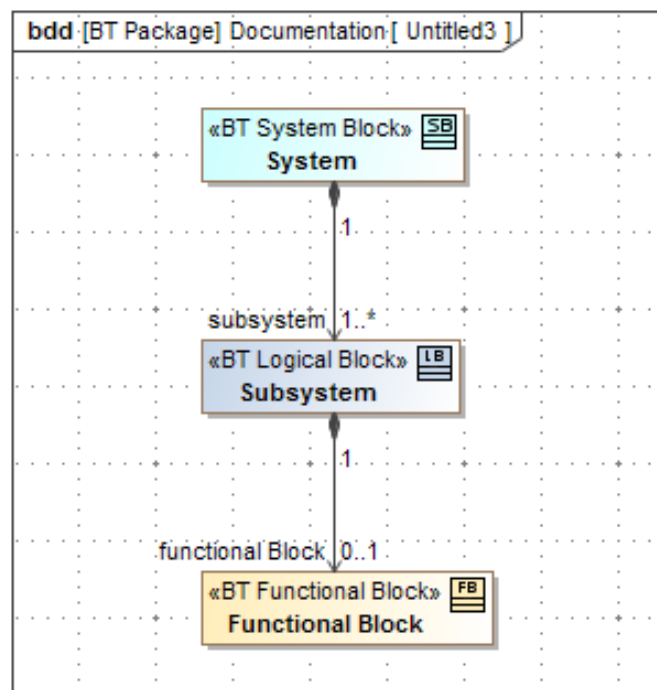 bdd [BT Package] Documentation [ Untitled3 ]
«BT System Block» SB
System
1
subsystem 1..*
«BT Logical Block» LB
Subsystem
1
functional Block 0..1
«BT Functional Block» FB
Functional Block